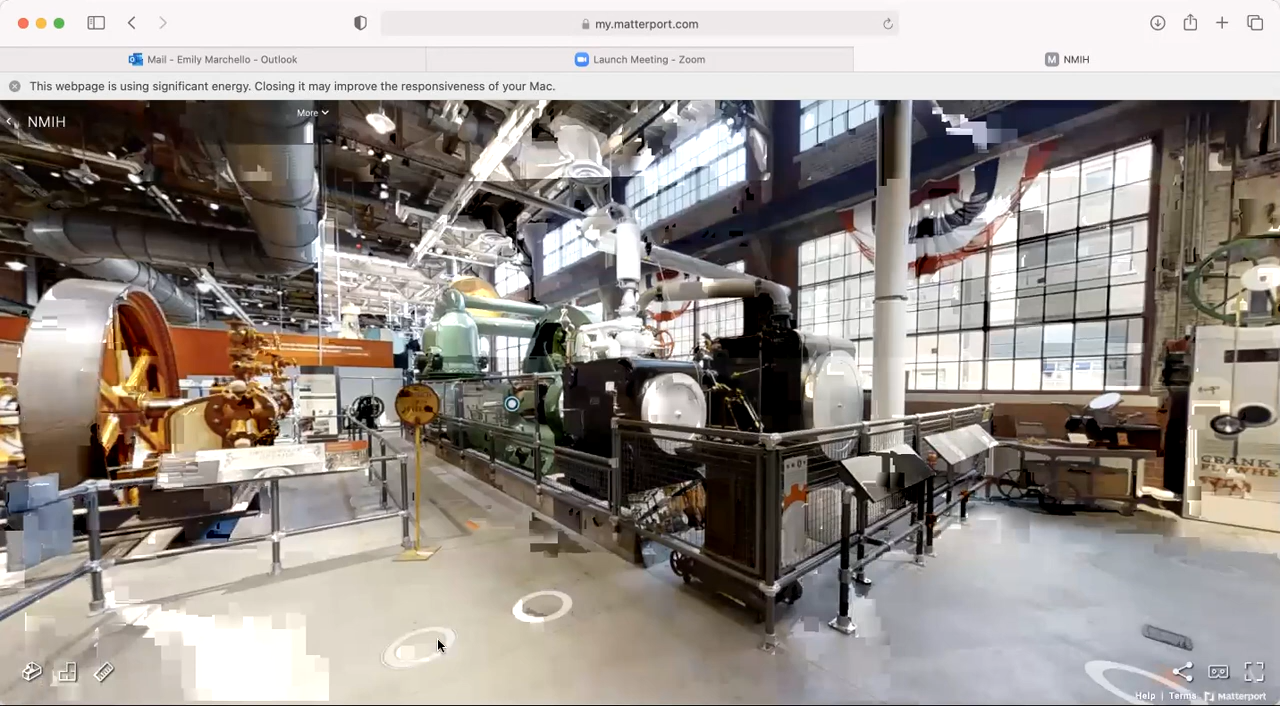 my.matterport.com
Mail - Emily Marchello - Outlook
Launch Meeting - Zoom
M NMIH
This webpage is using significant energy. Closing it may improve the responsiveness of your Mac.
NMIH
More
CRANK,
Help | Terms
Matterport